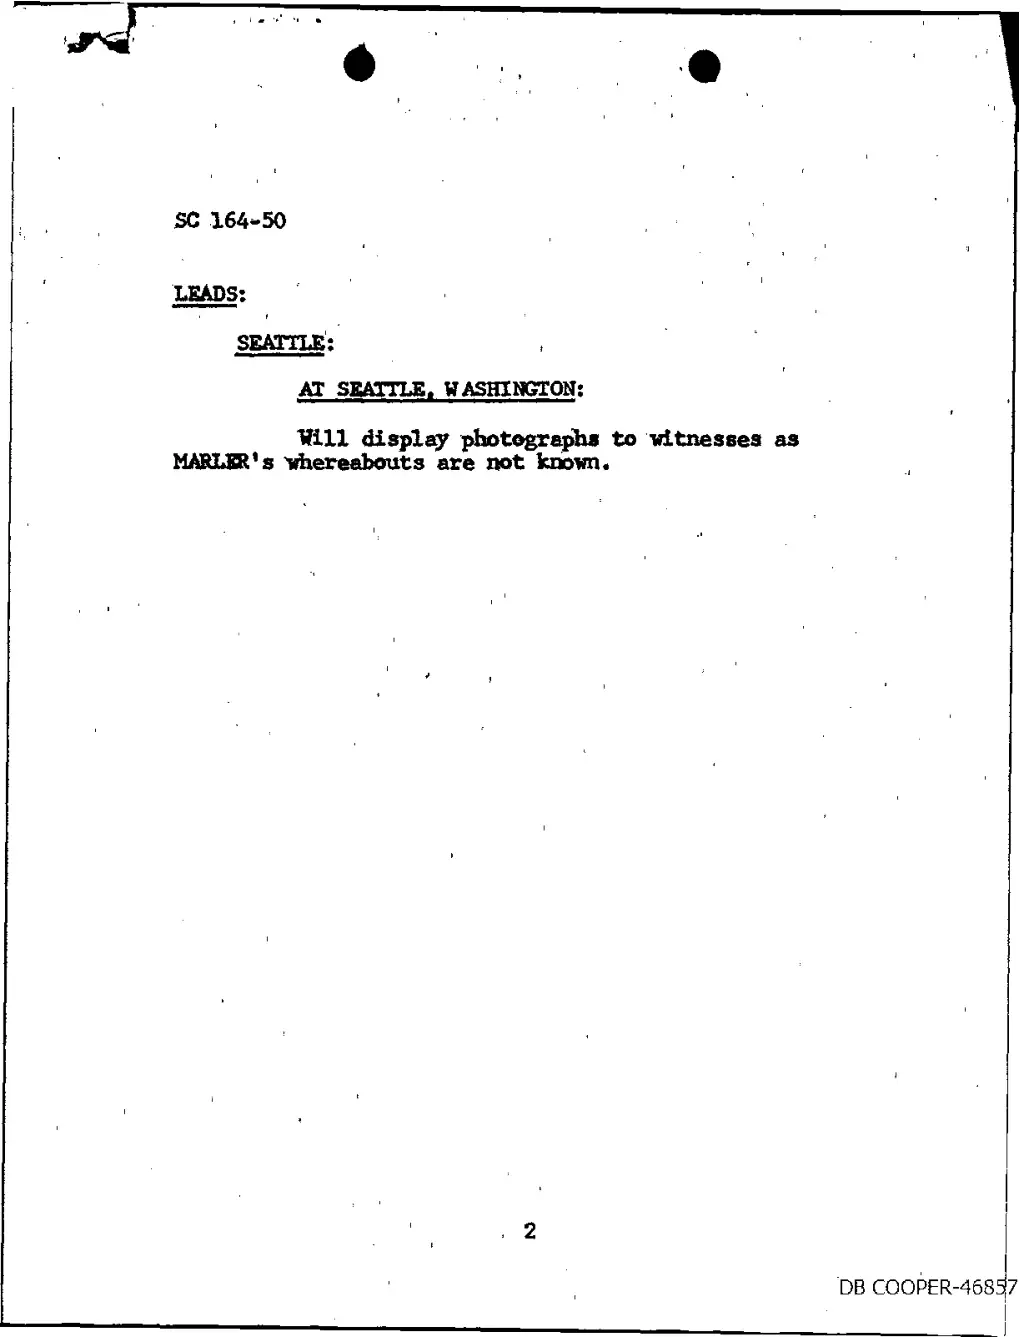 SC 164-50
LEADS:
SEATTLE:
AT SEATTLE, WASHINGTON:
Will display photographs to witnesses as
MARLER's whereabouts are not known.
2
DB COOPER-46857